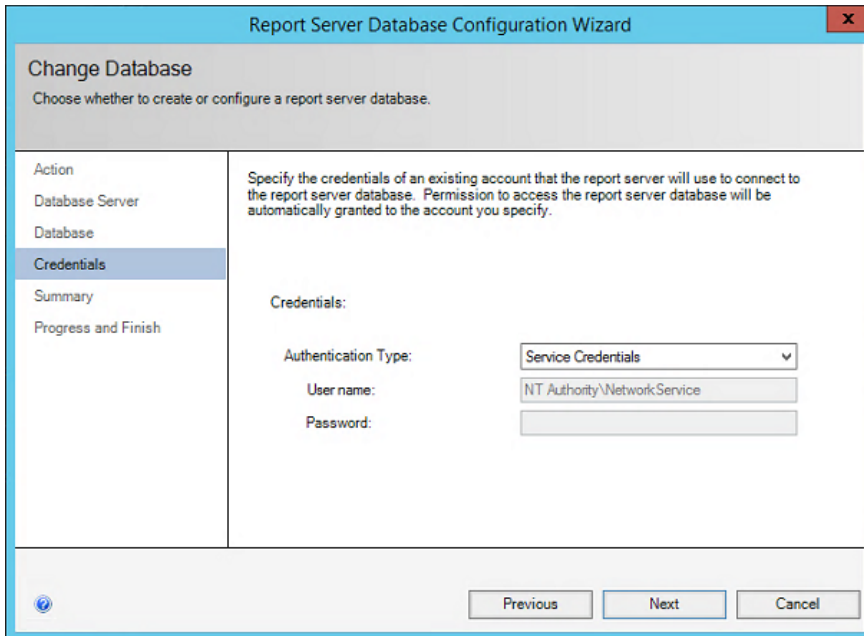 Report Server Database Configuration Wizard
x
Change Database
Choose whether to create or configure a report server database.
Action
Database Server
Database
Credentials
Summary
Progress and Finish
Specify the credentials of an existing account that the report server will use to connect to
the report server database. Permission to access the report server database will be
automatically granted to the account you specify.
Credentials:
Authentication Type:
Service Credentials
User name:
NT Authority\NetworkService
Password:
?
Previous
Next
Cancel